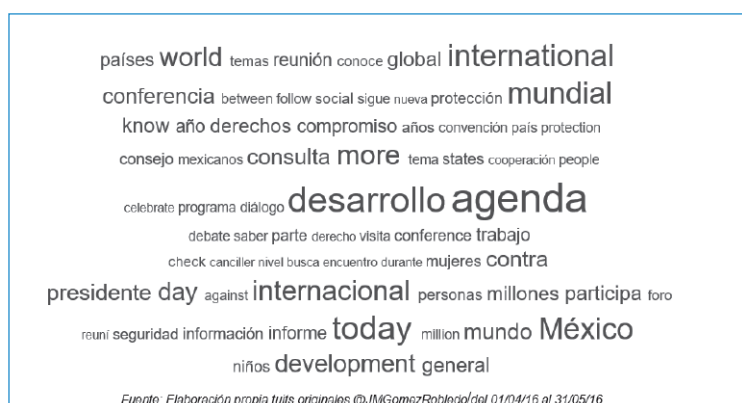 países world temas reunión conoce global international
conferencia between follow social sigue nueva protección mundial
know año derechos compromiso años convención país protection
consejo mexicanos consulta more tema states cooperación people
celebrate programa diálogo desarrollo agenda
debate saber parte derecho visita conference trabajo
check canciller nivel busca encuentro durante mujeres contra
presidente day against internacional personas millones participa foro
reuní seguridad información informe today million mundo México
niños development general
Fuente: Elaboración propia tuits originales @JMGomezRobledo/del 01/04/16 al 31/05/16